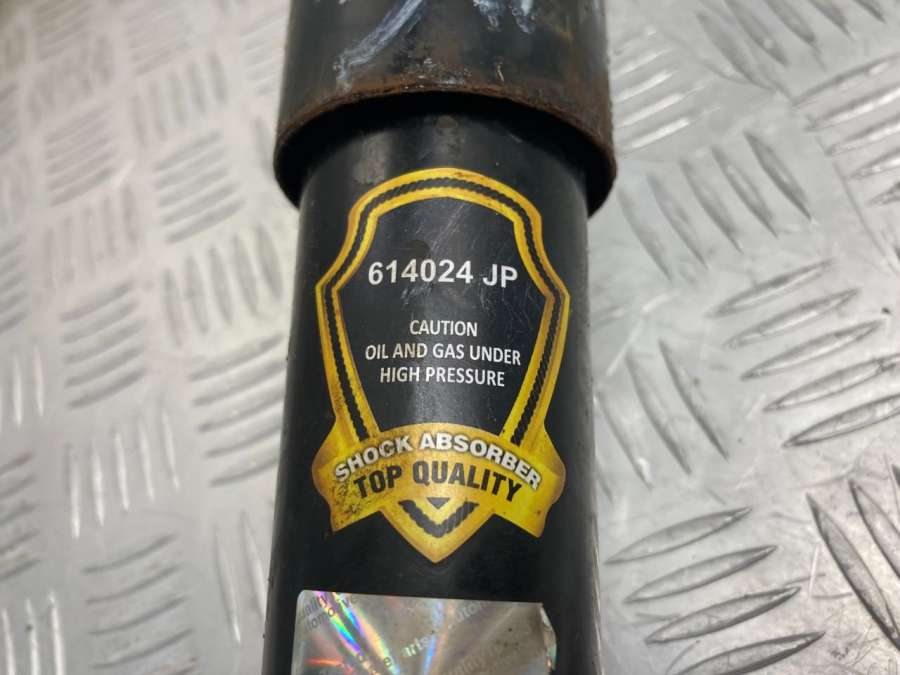 614024 JP
CAUTION
OIL AND GAS UNDER
HIGH PRESSURE
SHOCK ABSORBER
TOP QUALITY